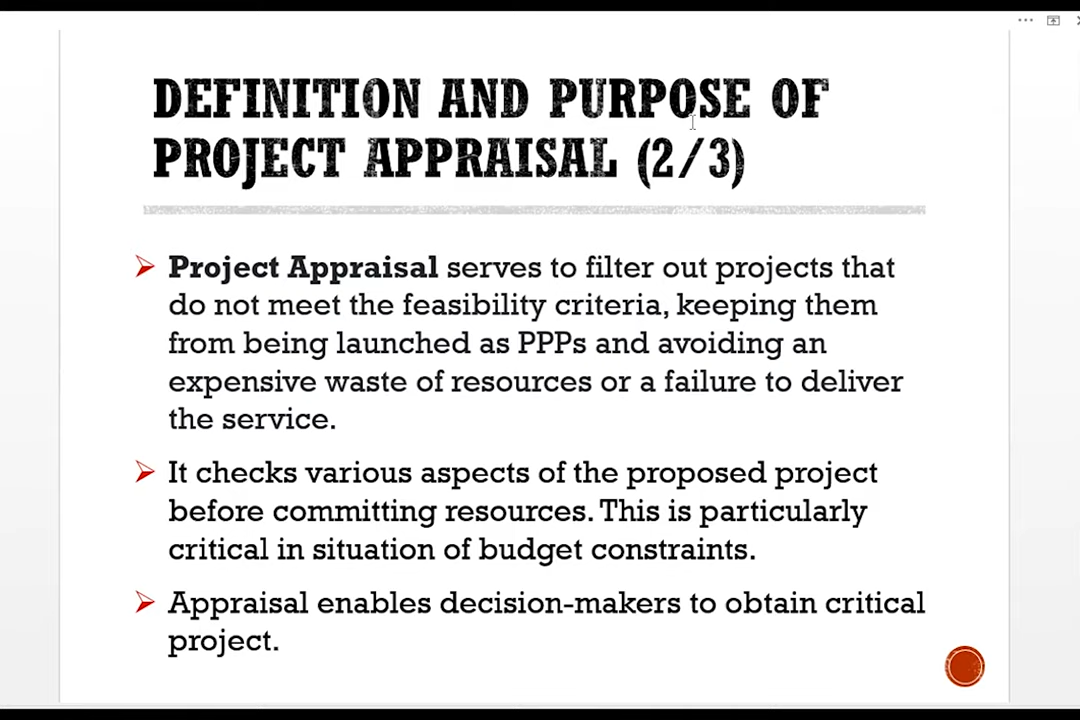 DEFINITION AND PURPOSE OF
PROJECT APPRAISAL (2/3)
Project Appraisal serves to filter out projects that
do not meet the feasibility criteria, keeping them
from being launched as PPPs and avoiding an
expensive waste of resources or a failure to deliver
the service.
It checks various aspects of the proposed project
before committing resources. This is particularly
critical in situation of budget constraints.
Appraisal enables decision-makers to obtain critical
project.